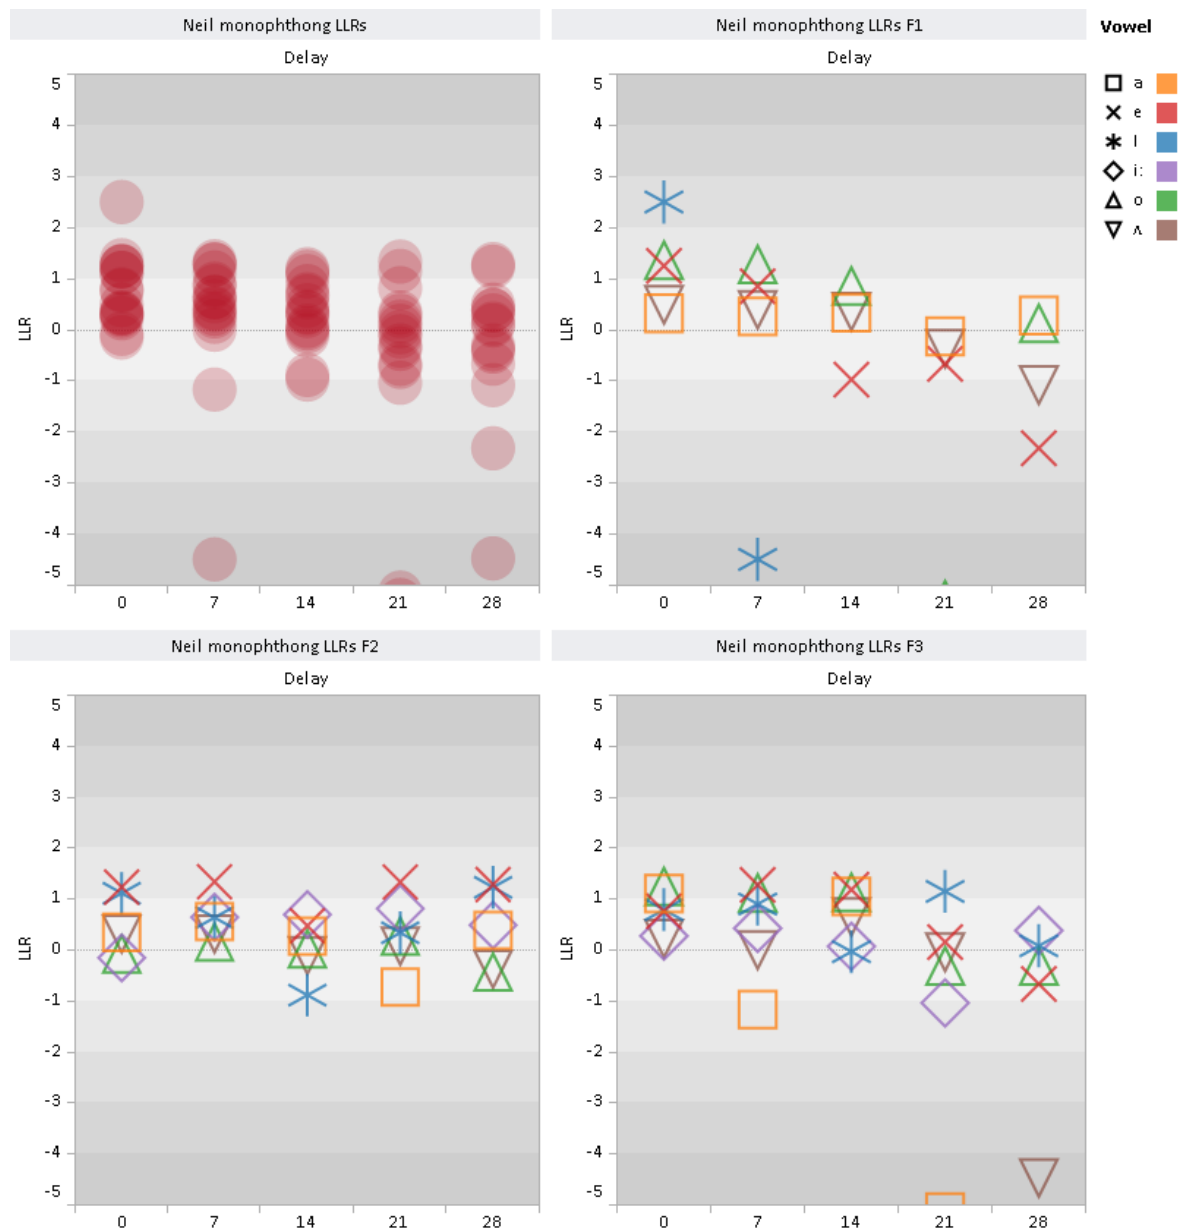 Neil monophthong LLRs
Delay
5
4
3
2
1
0
-1
-2
-3
-4
-5
LLR
0 7 14 21 28
Neil monophthong LLRs F1
Delay
5
4
3
2
1
0
-1
-2
-3
-4
-5
LLR
0 7 14 21 28
Vowel
a
e
I
i:
o
ʌ
Neil monophthong LLRs F2
Delay
5
4
3
2
1
0
-1
-2
-3
-4
-5
LLR
0 7 14 21 28
Neil monophthong LLRs F3
Delay
5
4
3
2
1
0
-1
-2
-3
-4
-5
LLR
0 7 14 21 28